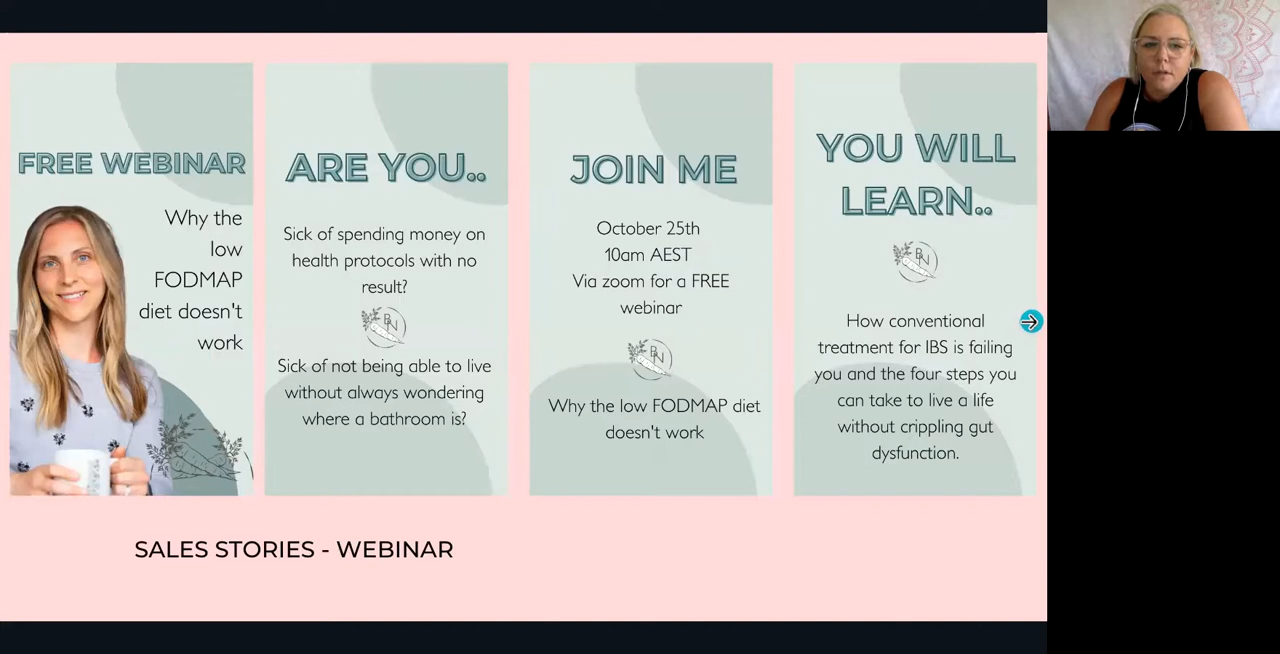 FREE WEBINAR
Why the
low
FODMAP
diet doesn't
work
ARE YOU..
Sick of spending money on
health protocols with no
result?
BN
Sick of not being able to live
without always wondering
where a bathroom is?
JOIN ME
October 25th
10am AEST
Via zoom for a FREE
webinar
BN
Why the low FODMAP diet
doesn't work
YOU WILL
LEARN..
BN
How conventional
treatment for IBS is failing
you and the four steps you
can take to live a life
without crippling gut
dysfunction.
SALES STORIES - WEBINAR